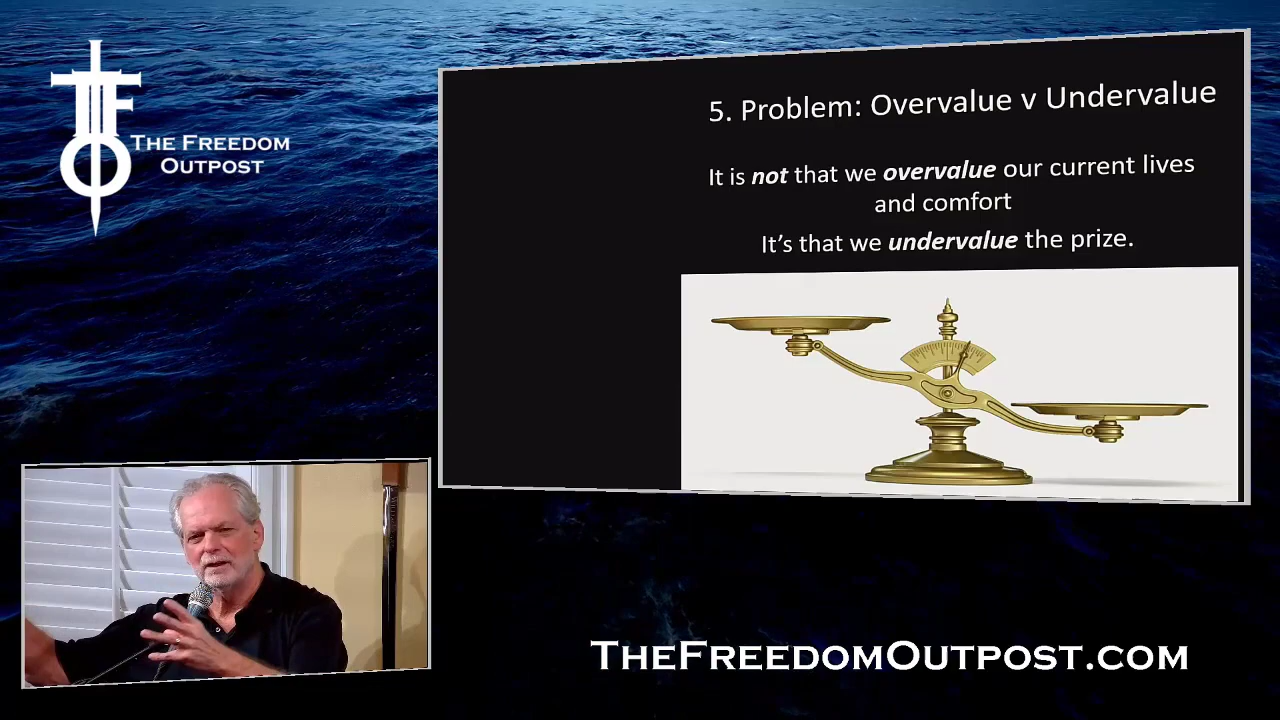 TF
THE FREEDOM
OUTPOST
5. Problem: Overvalue v Undervalue
It is not that we overvalue our current lives
and comfort
It's that we undervalue the prize.
THEFREEDOMOUTPOST.COM